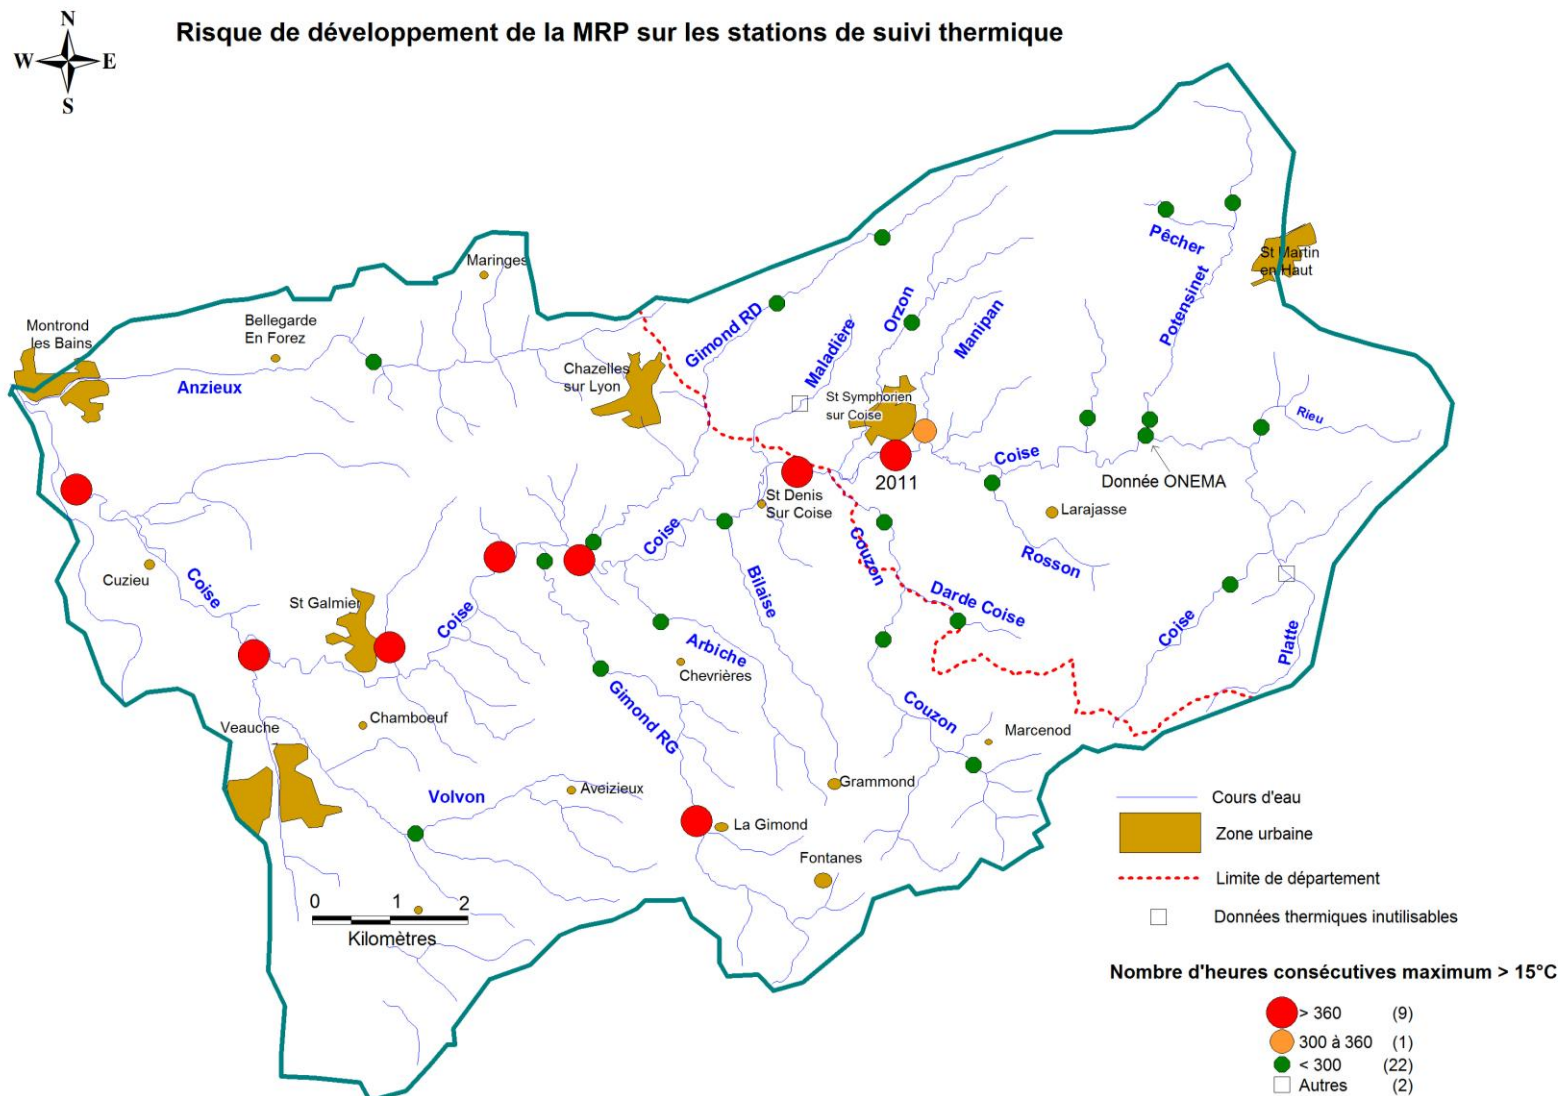 Risque de développement de la MRP sur les stations de suivi thermique
N
W
E
S
Maringes
Montrond
les Bains
Bellegarde
En Forez
Anzieux
Chazelles
sur Lyon
Gimond RD
Maladière
Orzon
Manipan
Pêcher
Potensinet
St Martin
en Haut
St Symphorien
sur Coise
Rieu
Coise
2011
Donnée ONEMA
St Denis
Sur Coise
Larajasse
Rosson
Couzon
Coise
Cuzieu
Coise
St Galmier
Coise
Bilaise
Darde Coise
Coise
Platte
Arbiche
Chevrières
Gimond RG
Couzon
Marcenod
Chamboeuf
Veauche
Volvon
Aveizieux
Grammond
La Gimond
Fontanes
0 1 2
Kilomètres
Cours d'eau
Zone urbaine
Limite de département
Données thermiques inutilisables
Nombre d'heures consécutives maximum > 15°C
> 360 (9)
300 à 360 (1)
< 300 (22)
Autres (2)